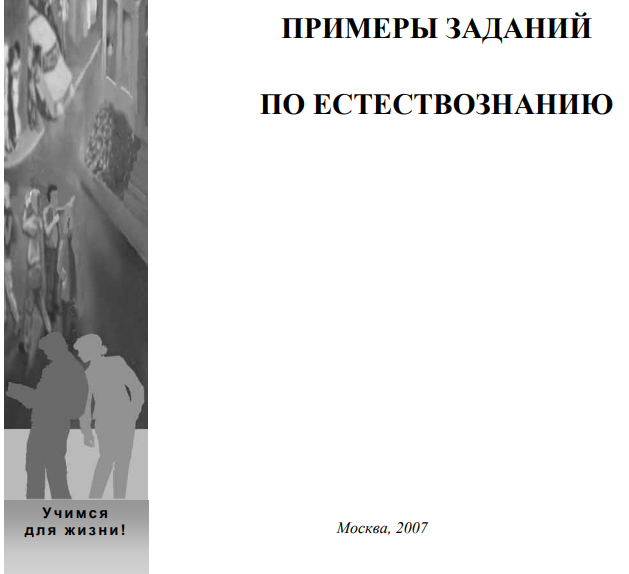 ПРИМЕРЫ ЗАДАНИЙ
ПО ЕСТЕСТВОЗНАНИЮ
Учимся
для жизни!
Москва, 2007